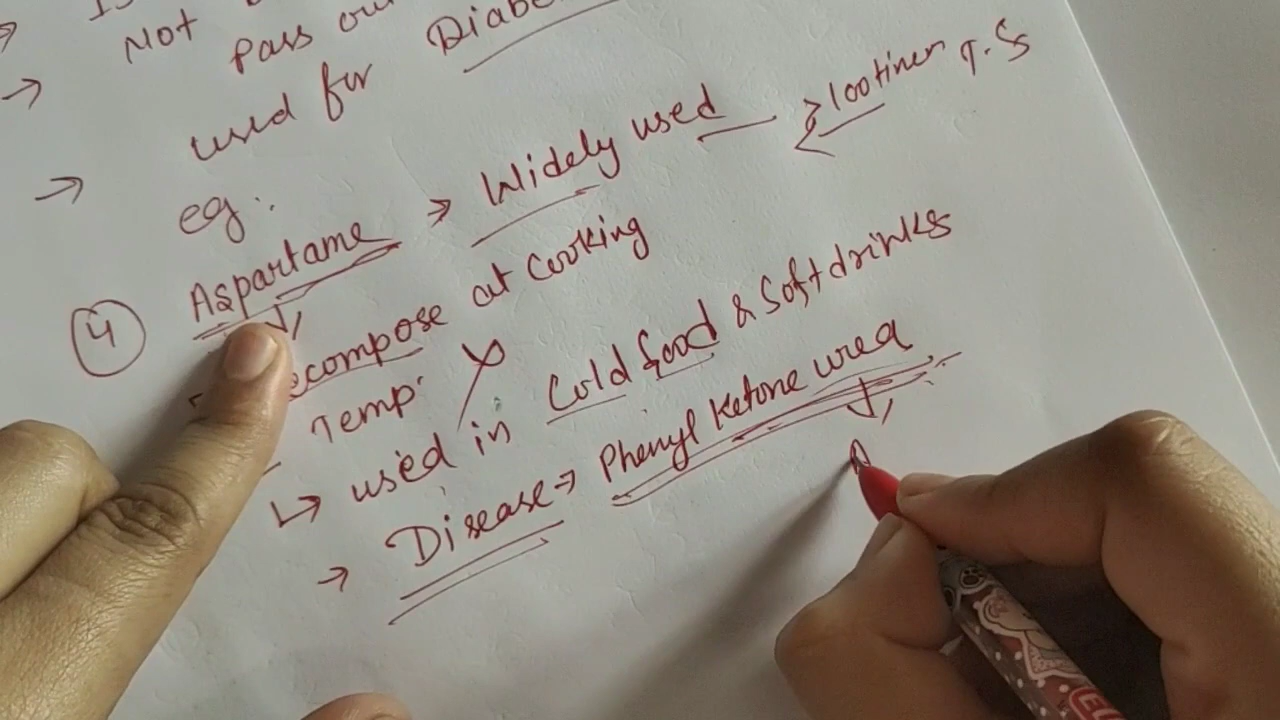 Not
Pass out
used for Diabe
eg:
④ Aspartame → Widely used > 100 times T.S
ecompose at Cooking
Temp.
↳ used in Cold food & Soft drinks
→ Disease → Phenyl Ketone urea